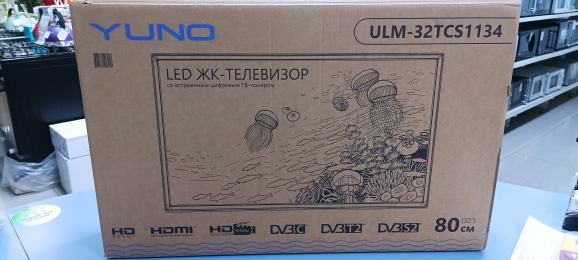 YUNO
ULM-32TCS1134
LED ЖК-ТЕЛЕВИЗОР
со встроенным цифровым ТВ-тюнером
HD HDMI HD DVB C DVB T2 DVB S2 80 СМ (32")